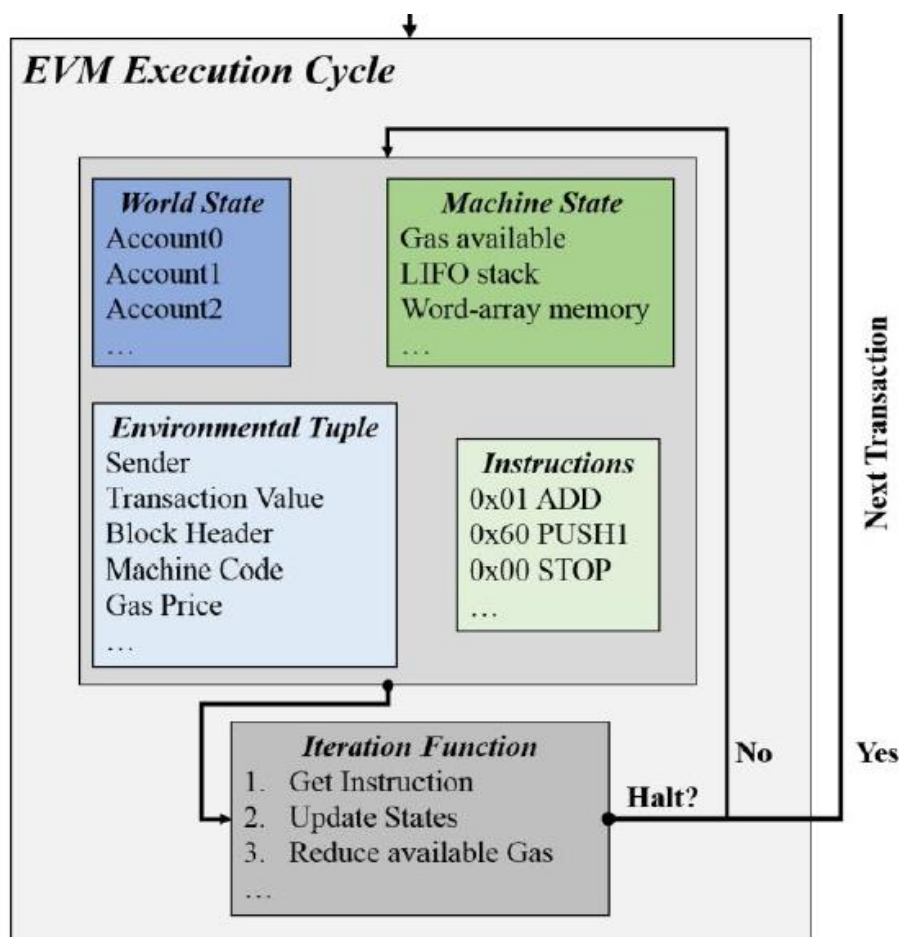 EVM Execution Cycle
World State
Account0
Account1
Account2
…
Machine State
Gas available
LIFO stack
Word-array memory
…
Environmental Tuple
Sender
Transaction Value
Block Header
Machine Code
Gas Price
…
Instructions
0x01 ADD
0x60 PUSH1
0x00 STOP
…
Iteration Function
1. Get Instruction
2. Update States
3. Reduce available Gas
…
Halt?
No
Yes
Next Transaction